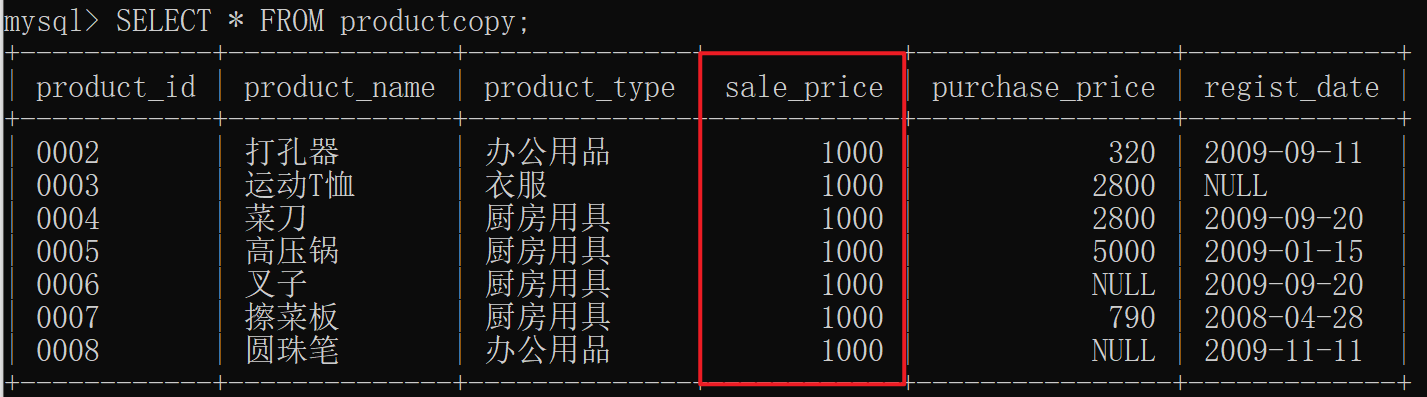 mysql> SELECT * FROM productcopy;
+------------+--------------+--------------+------------+----------------+-------------+
| product_id | product_name | product_type | sale_price | purchase_price | regist_date |
+------------+--------------+--------------+------------+----------------+-------------+
| 0002 | 打孔器 | 办公用品 | 1000 | 320 | 2009-09-11 |
| 0003 | 运动T恤 | 衣服 | 1000 | 2800 | NULL |
| 0004 | 菜刀 | 厨房用具 | 1000 | 2800 | 2009-09-20 |
| 0005 | 高压锅 | 厨房用具 | 1000 | 5000 | 2009-01-15 |
| 0006 | 叉子 | 厨房用具 | 1000 | NULL | 2009-09-20 |
| 0007 | 擦菜板 | 厨房用具 | 1000 | 790 | 2008-04-28 |
| 0008 | 圆珠笔 | 办公用品 | 1000 | NULL | 2009-11-11 |
+------------+--------------+--------------+------------+----------------+-------------+